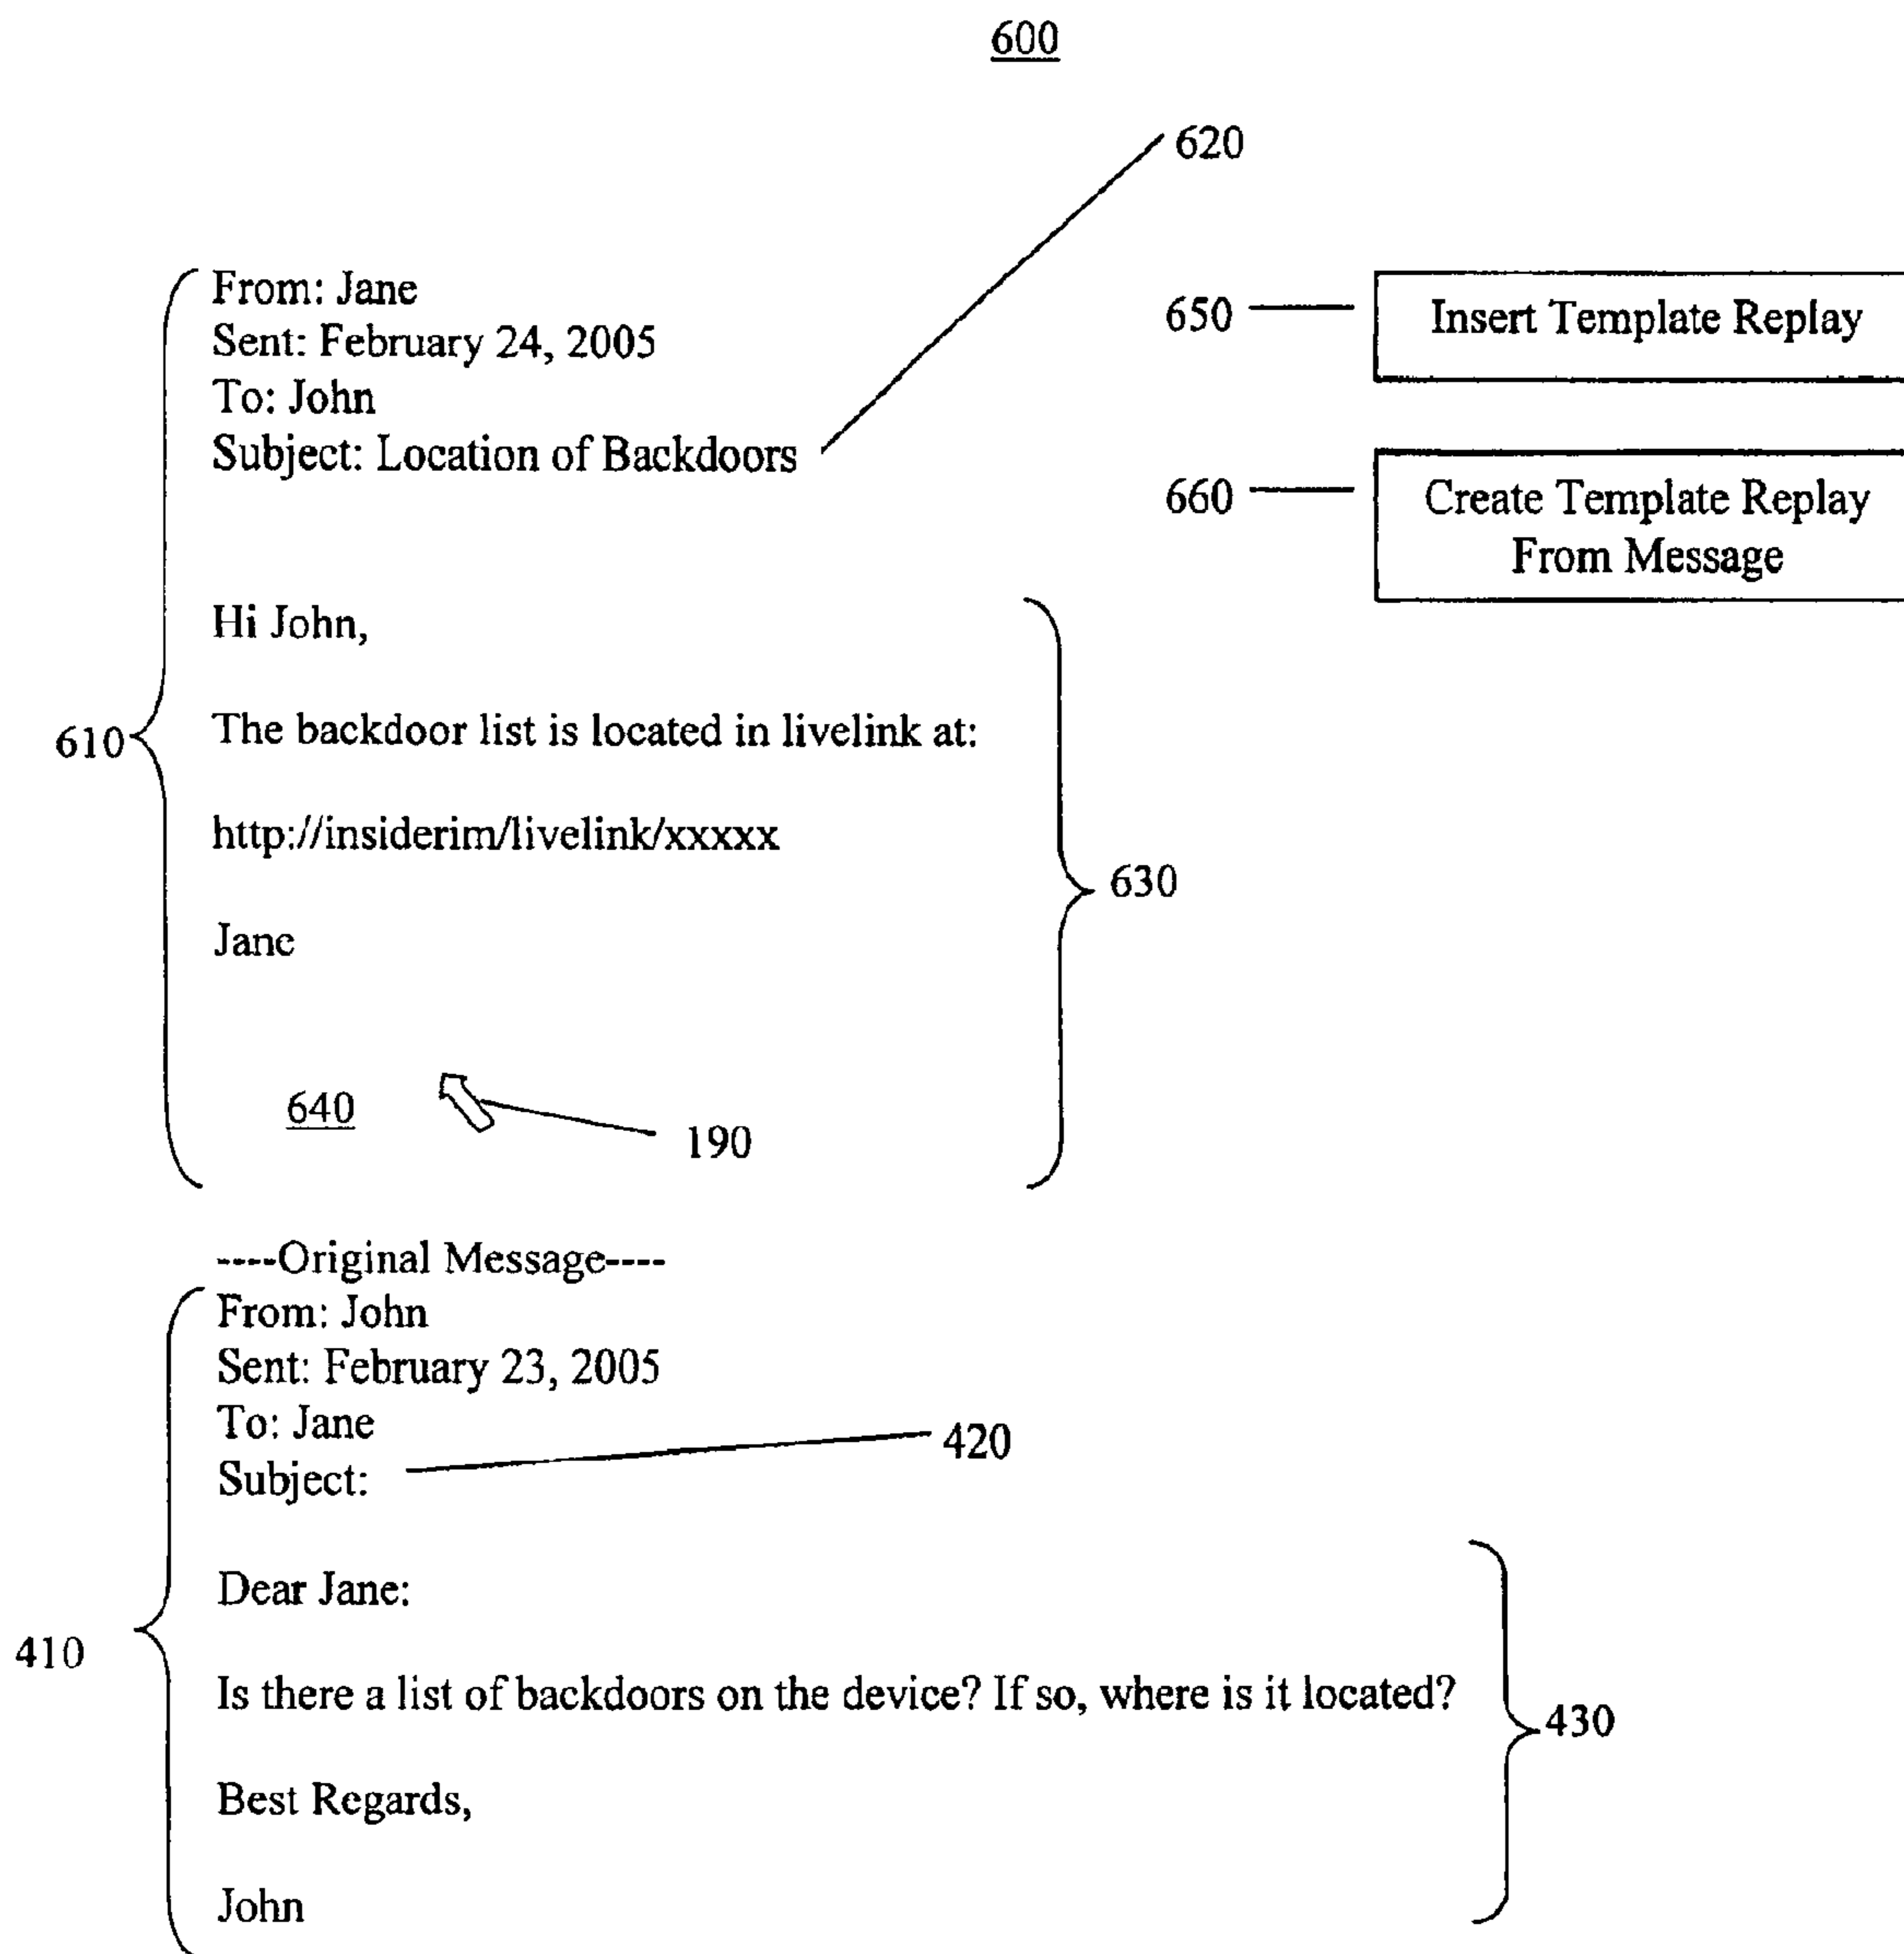 600
620
From: Jane
Sent: February 24, 2005
To: John
Subject: Location of Backdoors
650
Insert Template Replay
660
Create Template Replay
From Message
Hi John,
The backdoor list is located in livelink at:
610
http://insiderim/livelink/xxxxx
630
Jane
640
190
----Original Message----
From: John
Sent: February 23, 2005
To: Jane
420
Subject:
Dear Jane:
410
Is there a list of backdoors on the device? If so, where is it located?
430
Best Regards,
John